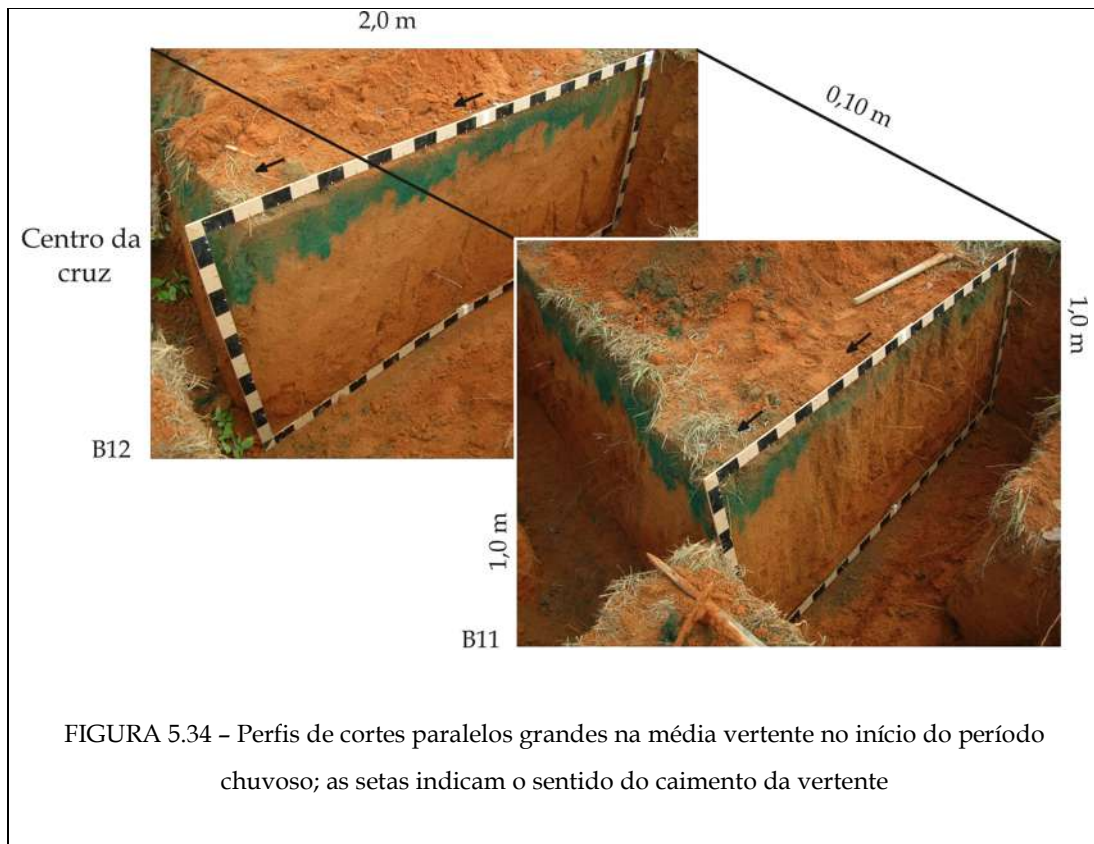 2,0 m
0,10 m
Centro da
cruz
1,0 m
B12
1,0 m
B11
FIGURA 5.34 – Perfis de cortes paralelos grandes na média vertente no início do período
chuvoso; as setas indicam o sentido do caimento da vertente